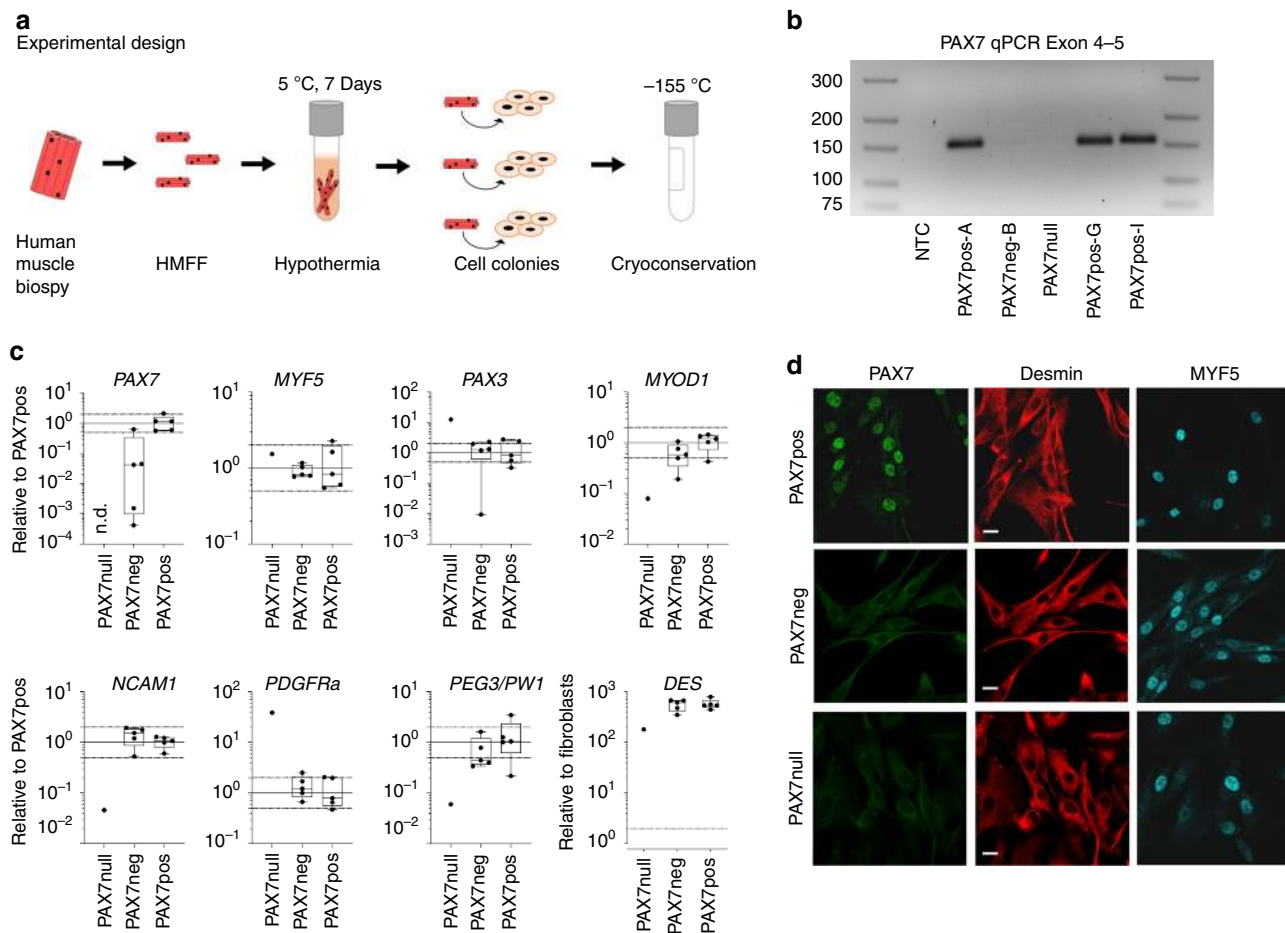 a
Experimental design
5 °C, 7 Days
–155 °C
Human
muscle
biospy
HMFF
Hypothermia
Cell colonies
Cryoconservation
b
PAX7 qPCR Exon 4–5
300
200
150
100
75
NTC
PAX7pos-A
PAX7neg-B
PAX7null
PAX7pos-G
PAX7pos-I
c
Relative to PAX7pos
PAX7
10¹
10⁰
10⁻¹
10⁻²
10⁻³
10⁻⁴
n.d.
PAX7null
PAX7neg
PAX7pos
MYF5
10¹
10⁰
10⁻¹
PAX7null
PAX7neg
PAX7pos
PAX3
10²
10¹
10⁰
10⁻¹
10⁻²
10⁻³
PAX7null
PAX7neg
PAX7pos
MYOD1
10¹
10⁰
10⁻¹
10⁻²
PAX7null
PAX7neg
PAX7pos
Relative to PAX7pos
NCAM1
10¹
10⁰
10⁻¹
10⁻²
PAX7null
PAX7neg
PAX7pos
PDGFRa
10²
10¹
10⁰
10⁻¹
PAX7null
PAX7neg
PAX7pos
PEG3/PW1
10¹
10⁰
10⁻¹
10⁻²
PAX7null
PAX7neg
PAX7pos
Relative to fibroblasts
DES
10³
10²
10¹
10⁰
PAX7null
PAX7neg
PAX7pos
d
PAX7
Desmin
MYF5
PAX7pos
PAX7neg
PAX7null